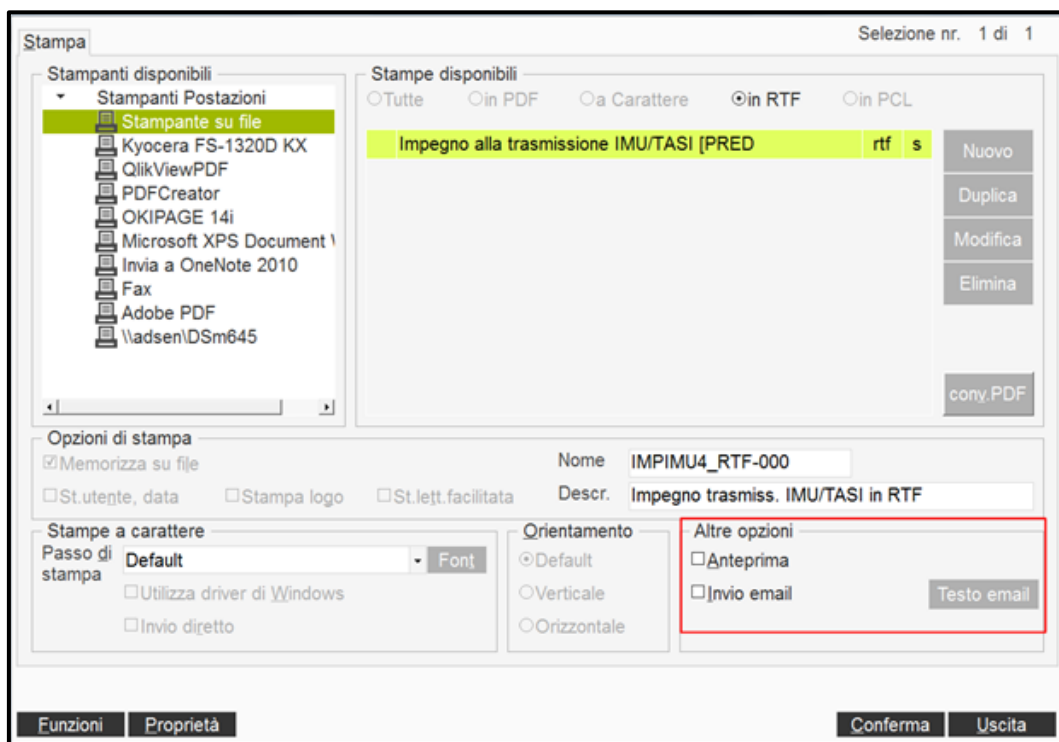 Stampa
Selezione nr. 1 di 1
Stampanti disponibili
Stampanti Postazioni
Stampante su file
Kyocera FS-1320D KX
QlikViewPDF
PDFCreator
OKIPAGE 14i
Microsoft XPS Document
Invia a OneNote 2010
Fax
Adobe PDF
\\adsen\DSm645
Stampe disponibili
Tutte in PDF a Carattere in RTF in PCL
Impegno alla trasmissione IMU/TASI [PRED rtf s
Nuovo
Duplica
Modifica
Elimina
conv.PDF
Opzioni di stampa
Memorizza su file
Nome IMPIMU4_RTF-000
St.utente, data Stampa logo St.lett.facilitata
Descr. Impegno trasmiss. IMU/TASI in RTF
Stampe a carattere
Passo di stampa
Default
Font
Utilizza driver di Windows
Invio diretto
Orientamento
Default
Verticale
Orizzontale
Altre opzioni
Anteprima
Invio email
Testo email
Funzioni Proprietà Conferma Uscita